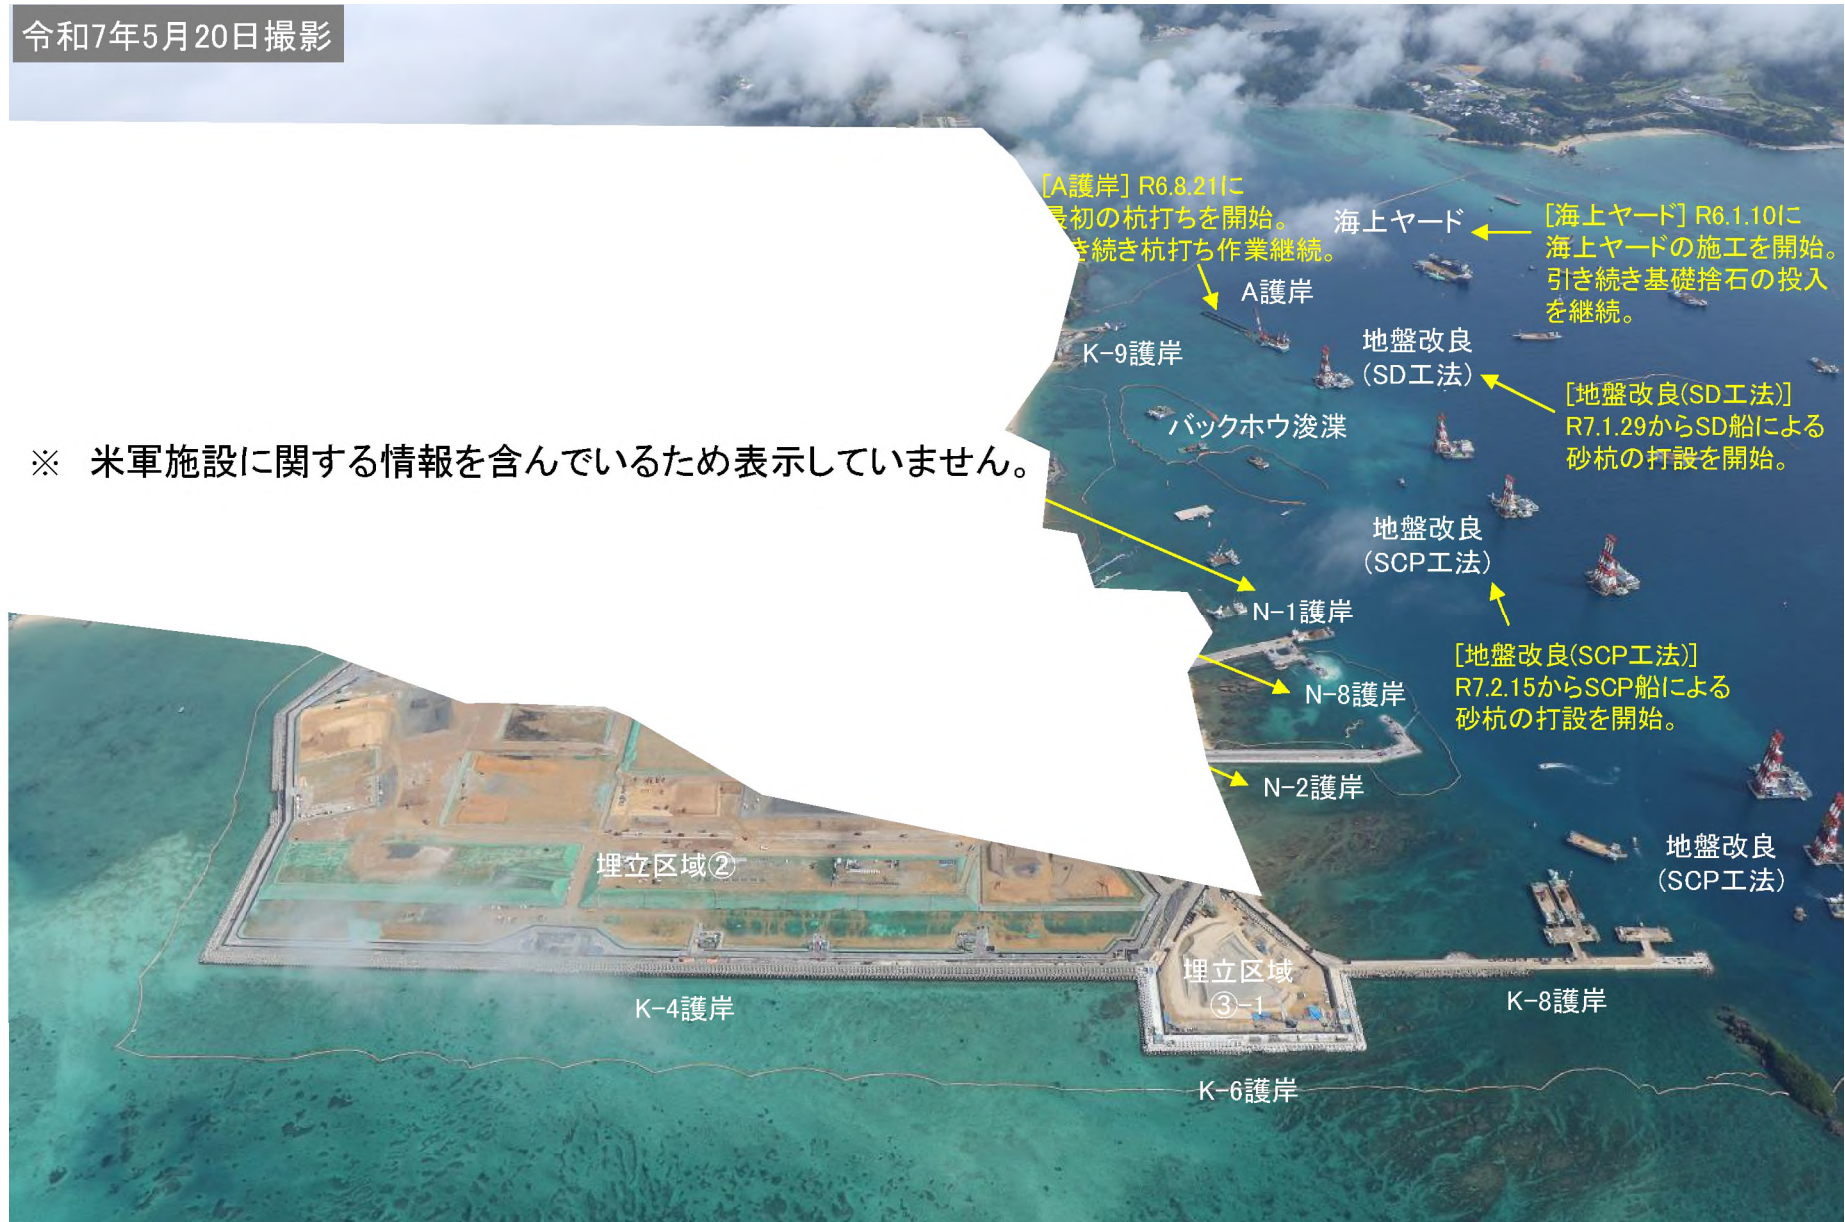 令和7年5月20日撮影
[A護岸] R6.8.21に
最初の杭打ちを開始。
き続き杭打ち作業継続。
海上ヤード
[海上ヤード] R6.1.10に
海上ヤードの施工を開始。
引き続き基礎捨石の投入
を継続。
A護岸
K-9護岸
地盤改良
(SD工法)
[地盤改良(SD工法)]
R7.1.29からSD船による
砂杭の打設を開始。
バックホウ浚渫
※ 米軍施設に関する情報を含んでいるため表示していません。
地盤改良
(SCP工法)
N-1護岸
[地盤改良(SCP工法)]
R7.2.15からSCP船による
砂杭の打設を開始。
N-8護岸
N-2護岸
地盤改良
(SCP工法)
埋立区域②
埋立区域
③-1
K-4護岸
K-8護岸
K-6護岸